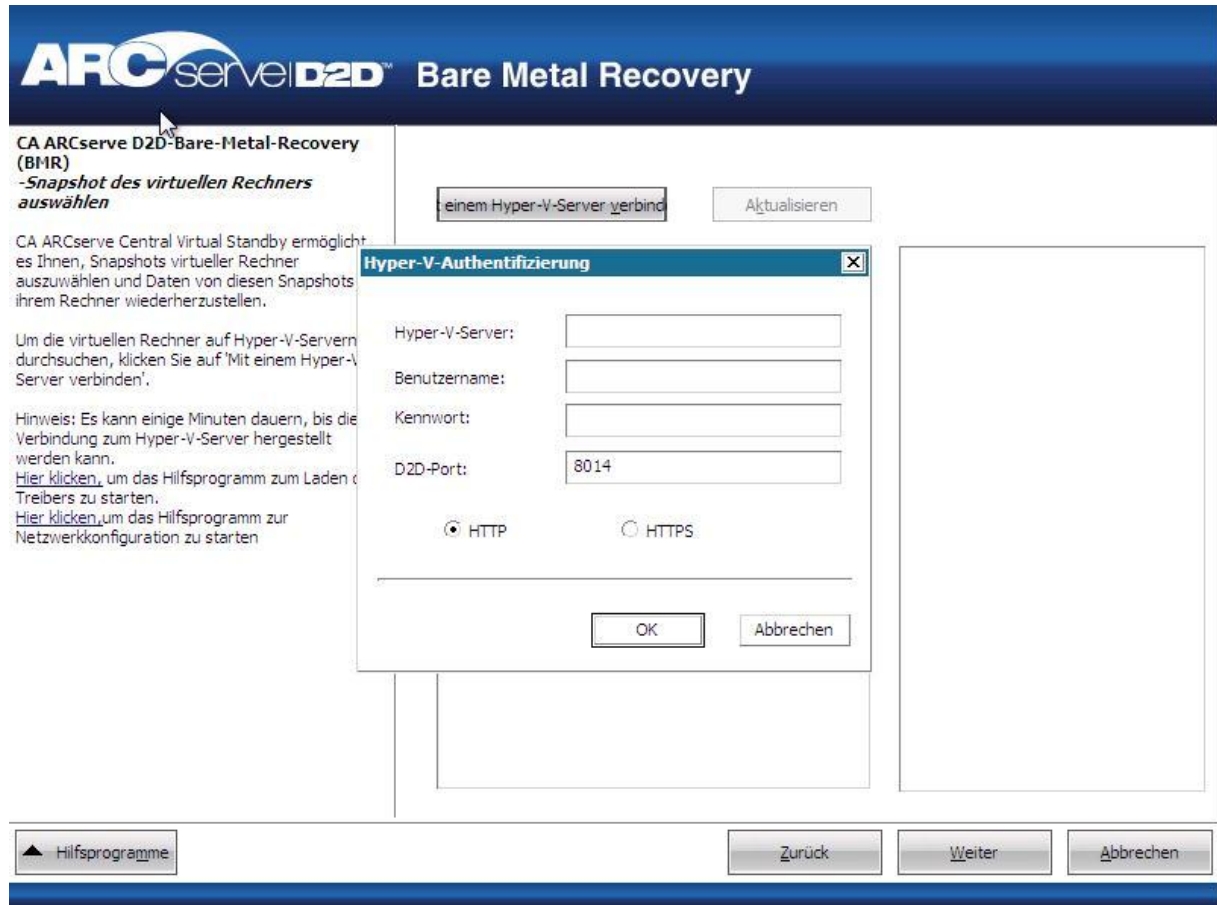 ARCserve D2D™ Bare Metal Recovery
CA ARCserve D2D-Bare-Metal-Recovery
(BMR)
-Snapshot des virtuellen Rechners
auswählen
CA ARCserve Central Virtual Standby ermöglicht
es Ihnen, Snapshots virtueller Rechner
auszuwählen und Daten von diesen Snapshots
ihrem Rechner wiederherzustellen.
Um die virtuellen Rechner auf Hyper-V-Servern
durchsuchen, klicken Sie auf 'Mit einem Hyper-V
Server verbinden'.
Hinweis: Es kann einige Minuten dauern, bis die
Verbindung zum Hyper-V-Server hergestellt
werden kann.
Hier klicken, um das Hilfsprogramm zum Laden
Treibers zu starten.
Hier klicken,um das Hilfsprogramm zur
Netzwerkkonfiguration zu starten
t einem Hyper-V-Server verbind
Aktualisieren
Hyper-V-Authentifizierung
Hyper-V-Server:
Benutzername:
Kennwort:
D2D-Port: 8014
HTTP HTTPS
OK Abbrechen
Hilfsprogramme
Zurück
Weiter
Abbrechen